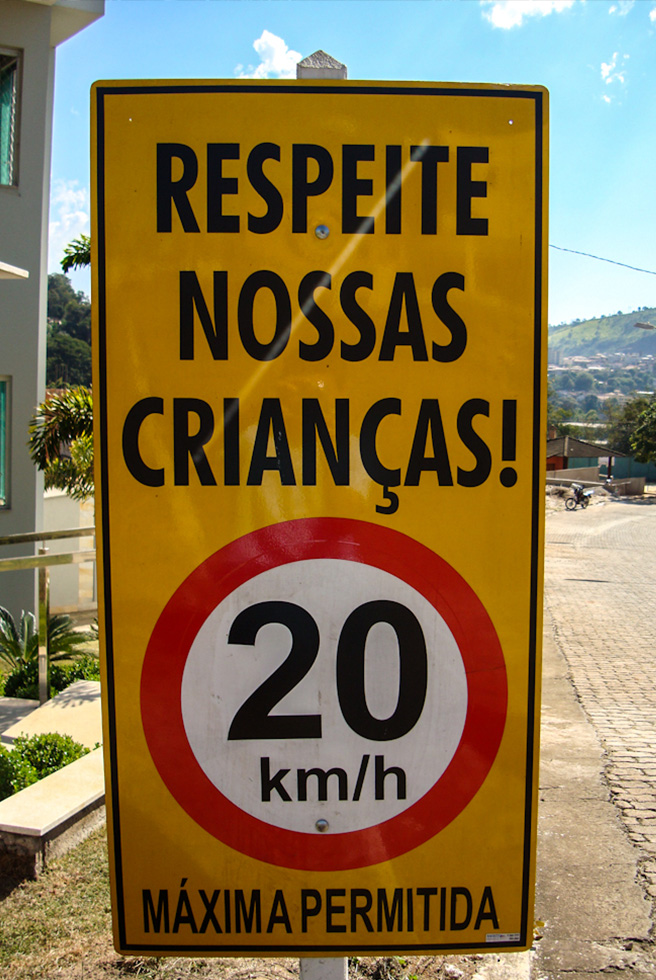 RESPEITE
NOSSAS
CRIANÇAS!
20
km/h
MÁXIMA PERMITIDA